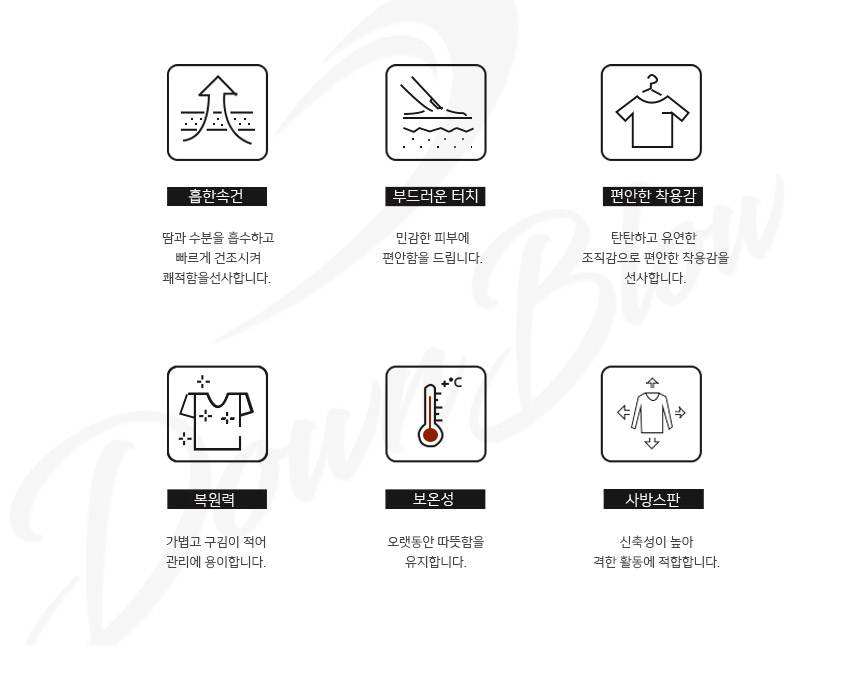 흡한속건
부드러운 터치
편안한 착용감
땀과 수분을 흡수하고
빠르게 건조시켜
쾌적함을선사합니다.
민감한 피부에
편안함을 드립니다.
탄탄하고 유연한
조직감으로 편안한 착용감을
선사합니다.
+°C
복원력
보온성
사방스판
가볍고 구김이 적어
관리에 용이합니다.
오랫동안 따뜻함을
유지합니다.
신축성이 높아
격한 활동에 적합합니다.
Down Blow